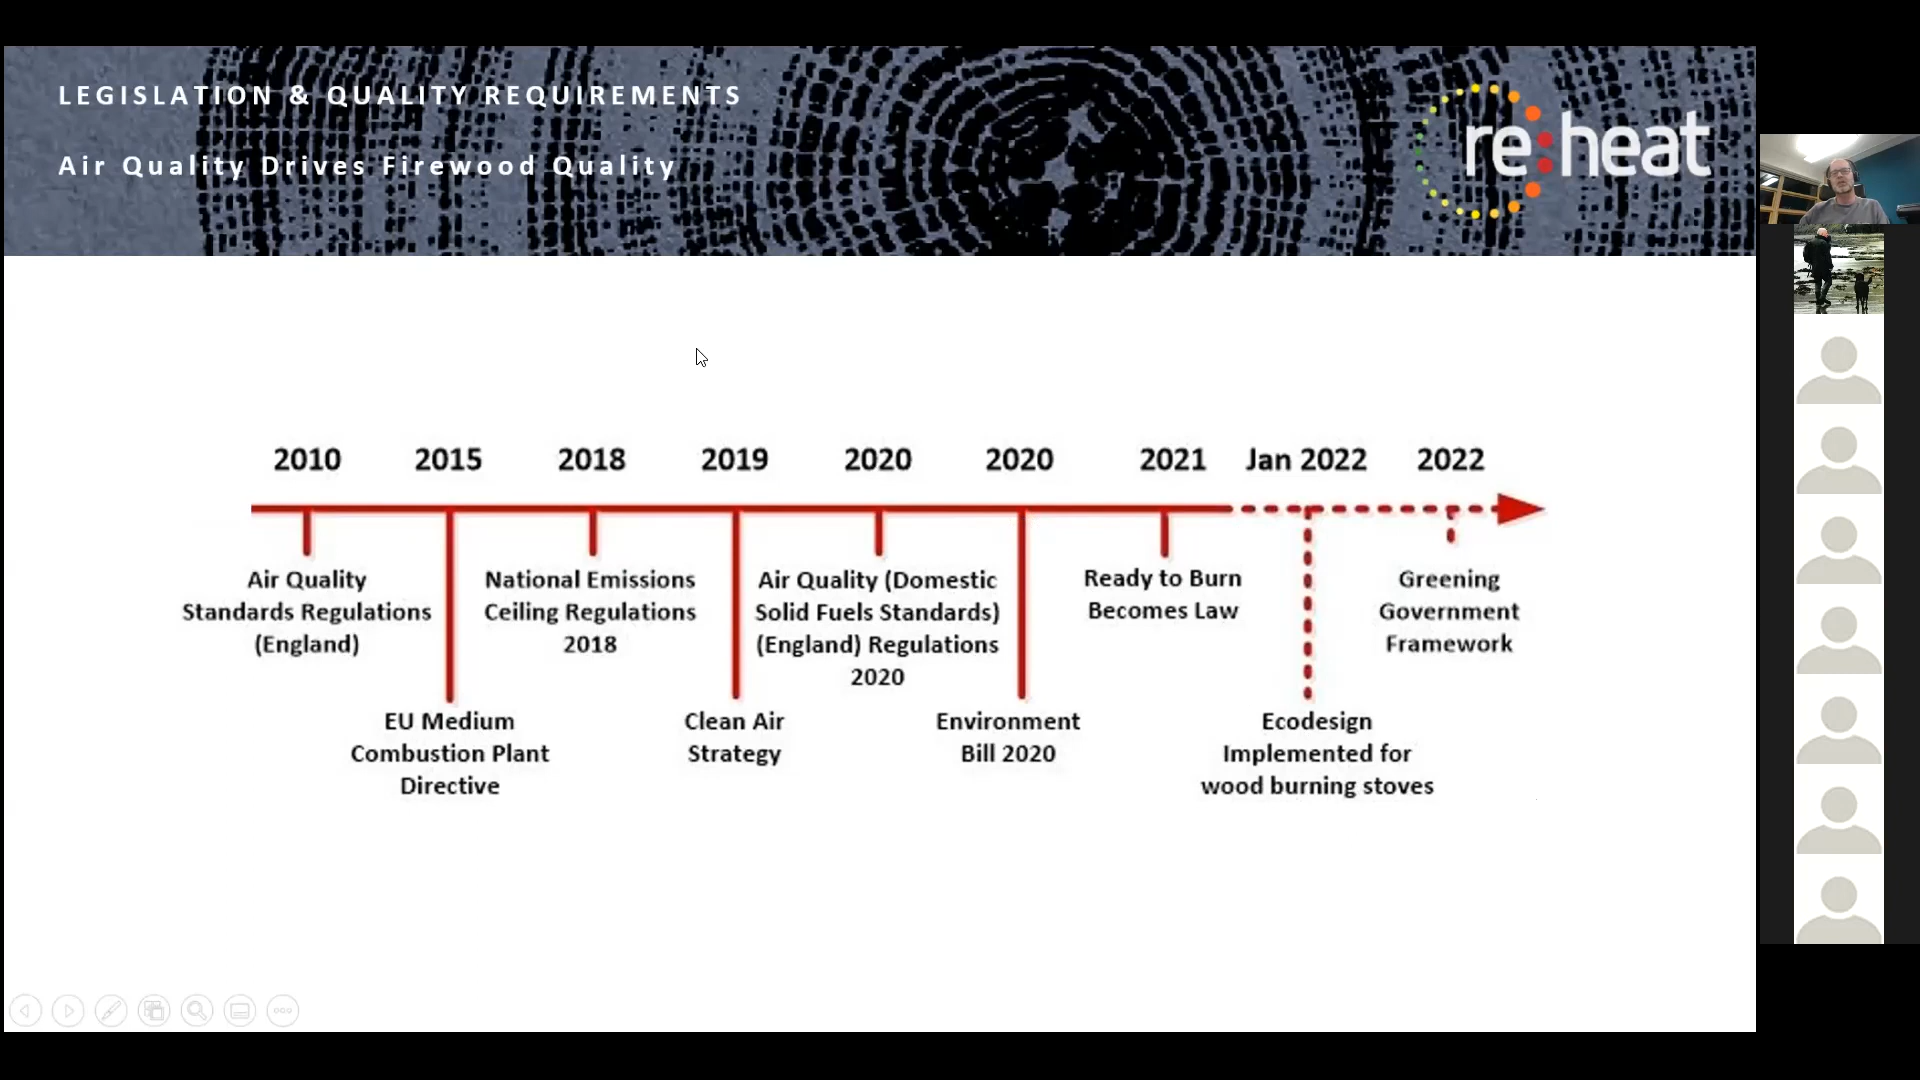 LEGISLATION & QUALITY REQUIREMENTS
Air Quality Drives Firewood Quality
re:heat
2010
2015
2018
2019
2020
2020
2021
Jan 2022
2022
Air Quality
Standards Regulations
(England)
EU Medium
Combustion Plant
Directive
National Emissions
Ceiling Regulations
2018
Clean Air
Strategy
Air Quality (Domestic
Solid Fuels Standards)
(England) Regulations
2020
Environment
Bill 2020
Ready to Burn
Becomes Law
Ecodesign
Implemented for
wood burning stoves
Greening
Government
Framework